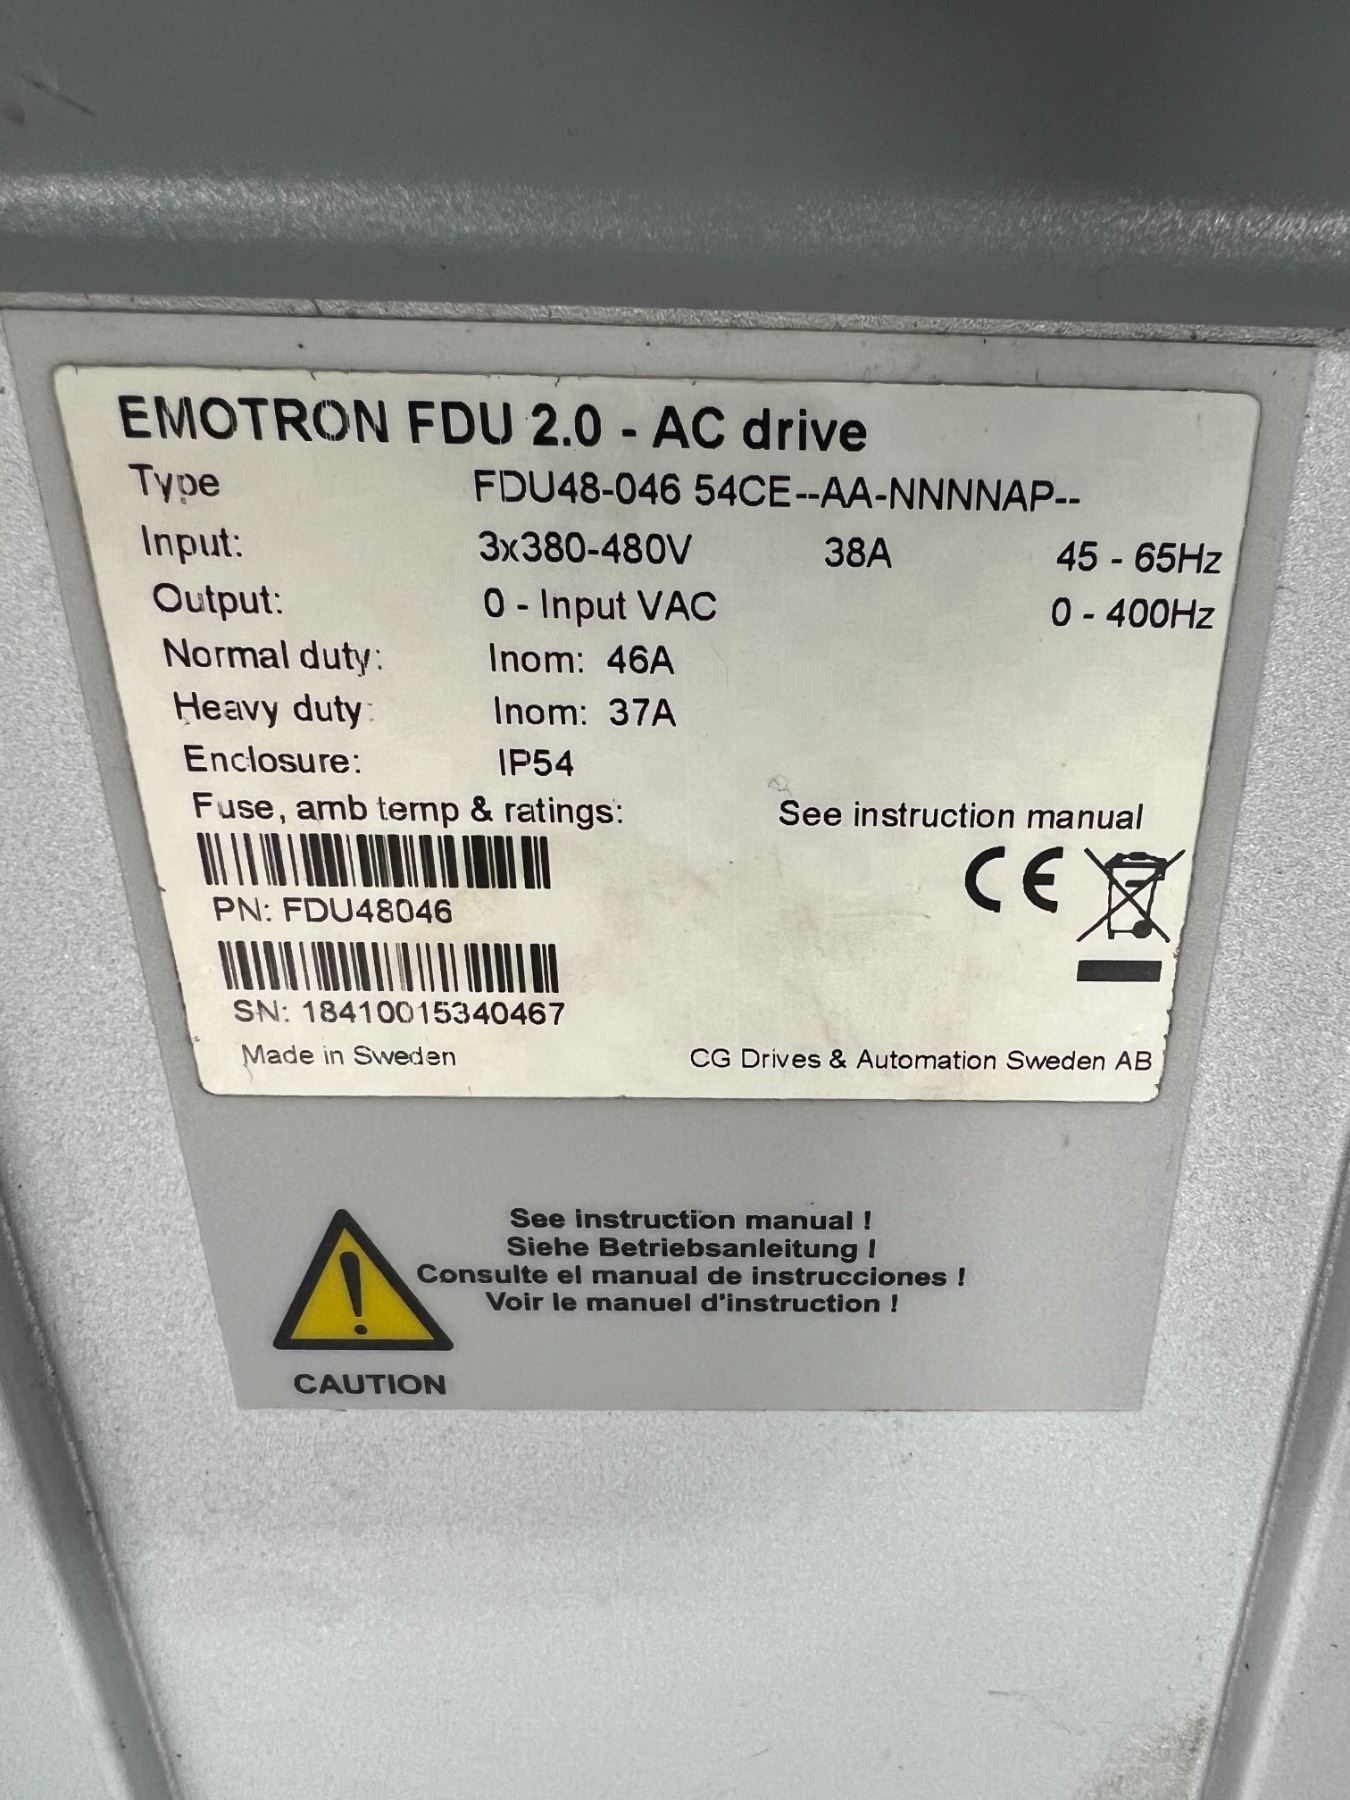 EMOTRON FDU 2.0 - AC drive
Type FDU48-046 54CE--AA-NNNNAP--
Input: 3x380-480V 38A 45 - 65Hz
Output: 0 - Input VAC 0 - 400Hz
Normal duty: Inom: 46A
Heavy duty: Inom: 37A
Enclosure: IP54
Fuse, amb temp & ratings: See instruction manual
CE
PN: FDU48046
SN: 18410015340467
Made in Sweden CG Drives & Automation Sweden AB
See instruction manual !
Siehe Betriebsanleitung !
Consulte el manual de instrucciones !
Voir le manuel d'instruction !
CAUTION